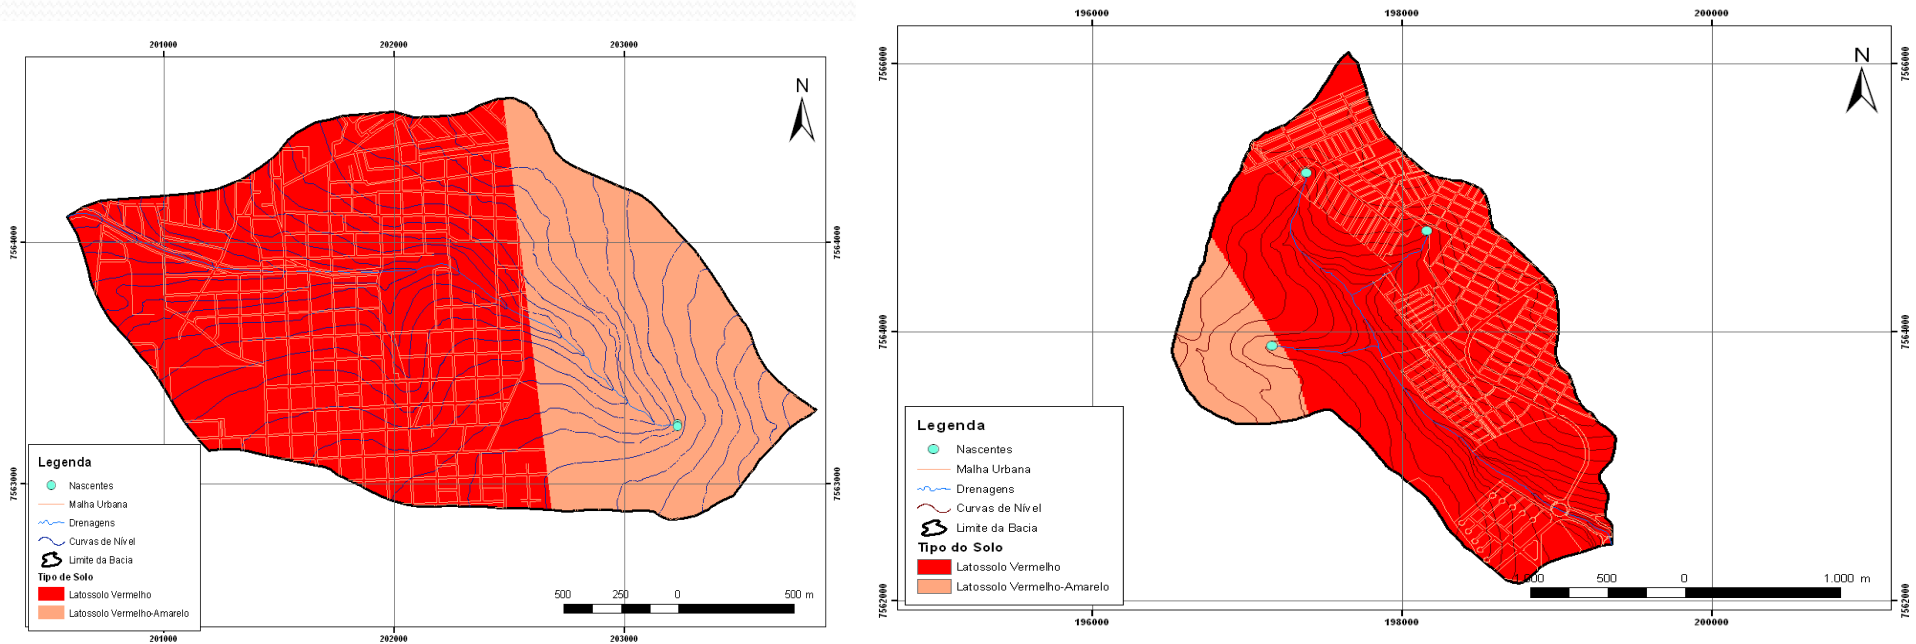 201000 202000 203000
N
7564000 7564000
7563000 7563000
Legenda
Nascentes
Malha Urbana
Drenagens
Curvas de Nível
Limite da Bacia
Tipo de Solo
Latossolo Vermelho
Latossolo Vermelho-Amarelo
500 250 0 500 m
201000 202000 203000
196000 198000 200000
N
7566000 7566000
7564000 7564000
7562000 7562000
Legenda
Nascentes
Malha Urbana
Drenagens
Curvas de Nível
Limite da Bacia
Tipo do Solo
Latossolo Vermelho
Latossolo Vermelho-Amarelo
500 0 1.000 m
196000 198000 200000